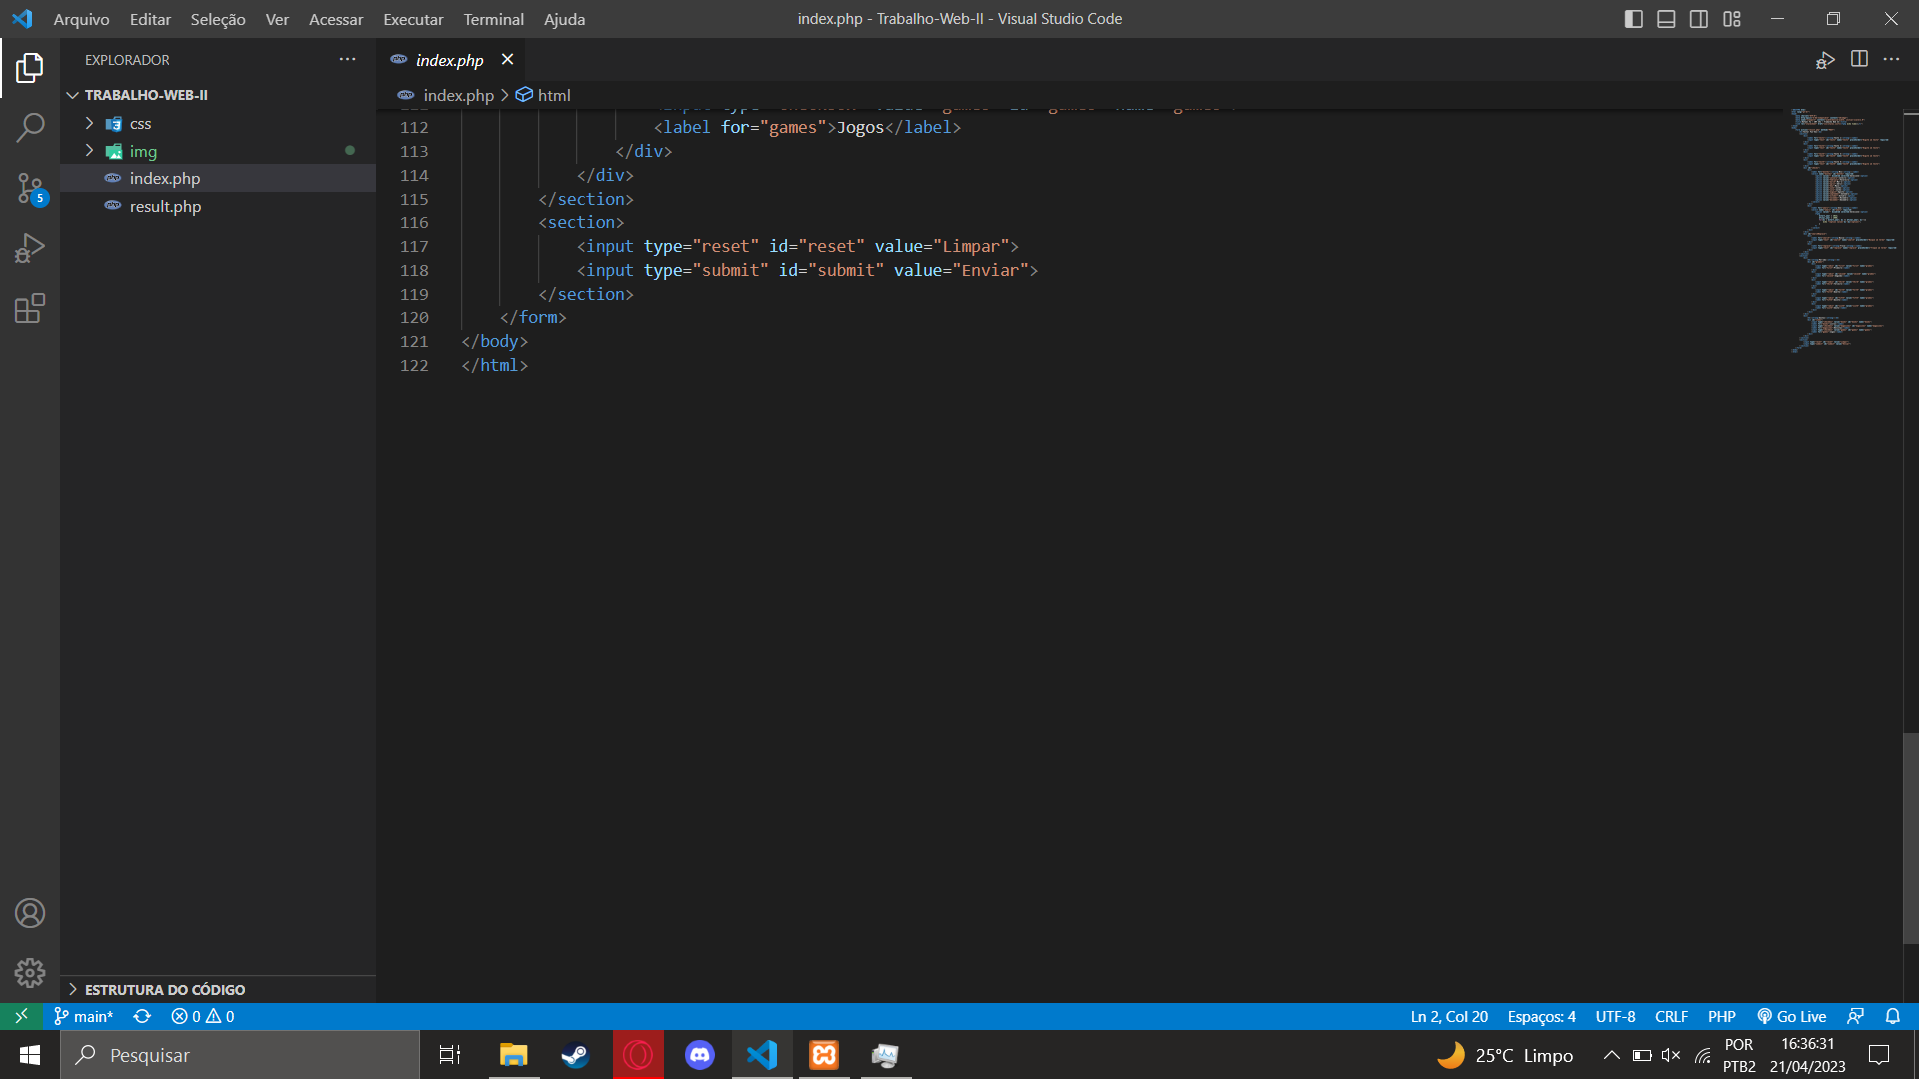 Arquivo Editar Seleção Ver Acessar Executar Terminal Ajuda
index.php - Trabalho-Web-II - Visual Studio Code
EXPLORADOR
index.php
TRABALHO-WEB-II
index.php > html
css
img
index.php
result.php
5
112 <label for="games">Jogos</label>
113 </div>
114 </div>
115 </section>
116 <section>
117 <input type="reset" id="reset" value="Limpar">
118 <input type="submit" id="submit" value="Enviar">
119 </section>
120 </form>
121 </body>
122 </html>
ESTRUTURA DO CÓDIGO
main* 0 0
Ln 2, Col 20 Espaços: 4 UTF-8 CRLF PHP Go Live
Pesquisar
25°C Limpo
POR
PTB2
16:36:31
21/04/2023